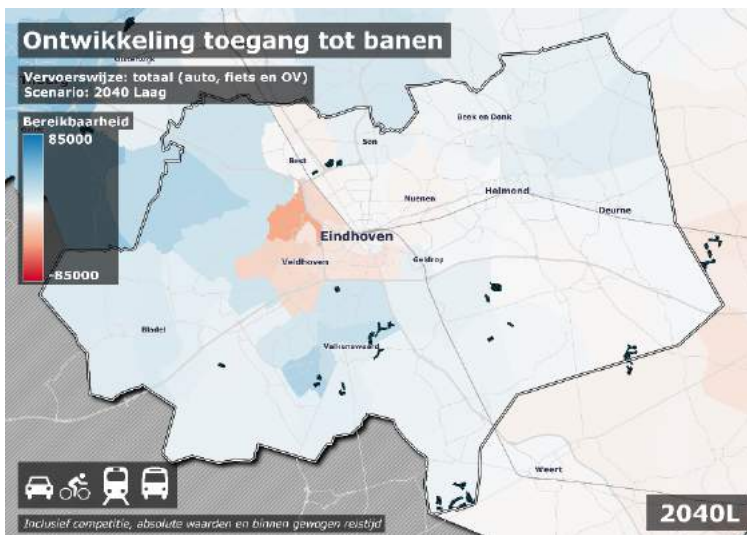 Ontwikkeling toegang tot banen
Vervoerswijze: totaal (auto, fiets en OV)
Scenario: 2040 Laag
Bereikbaarheid
85000
-85000
Beek en Donk
Son
Best
Nuenen
Helmond
Deurne
Eindhoven
Geldrop
Veldhoven
Bladel
Valkenswaard
Weert
2040L
Inclusief competitie, absolute waarden en binnen gewogen reistijd